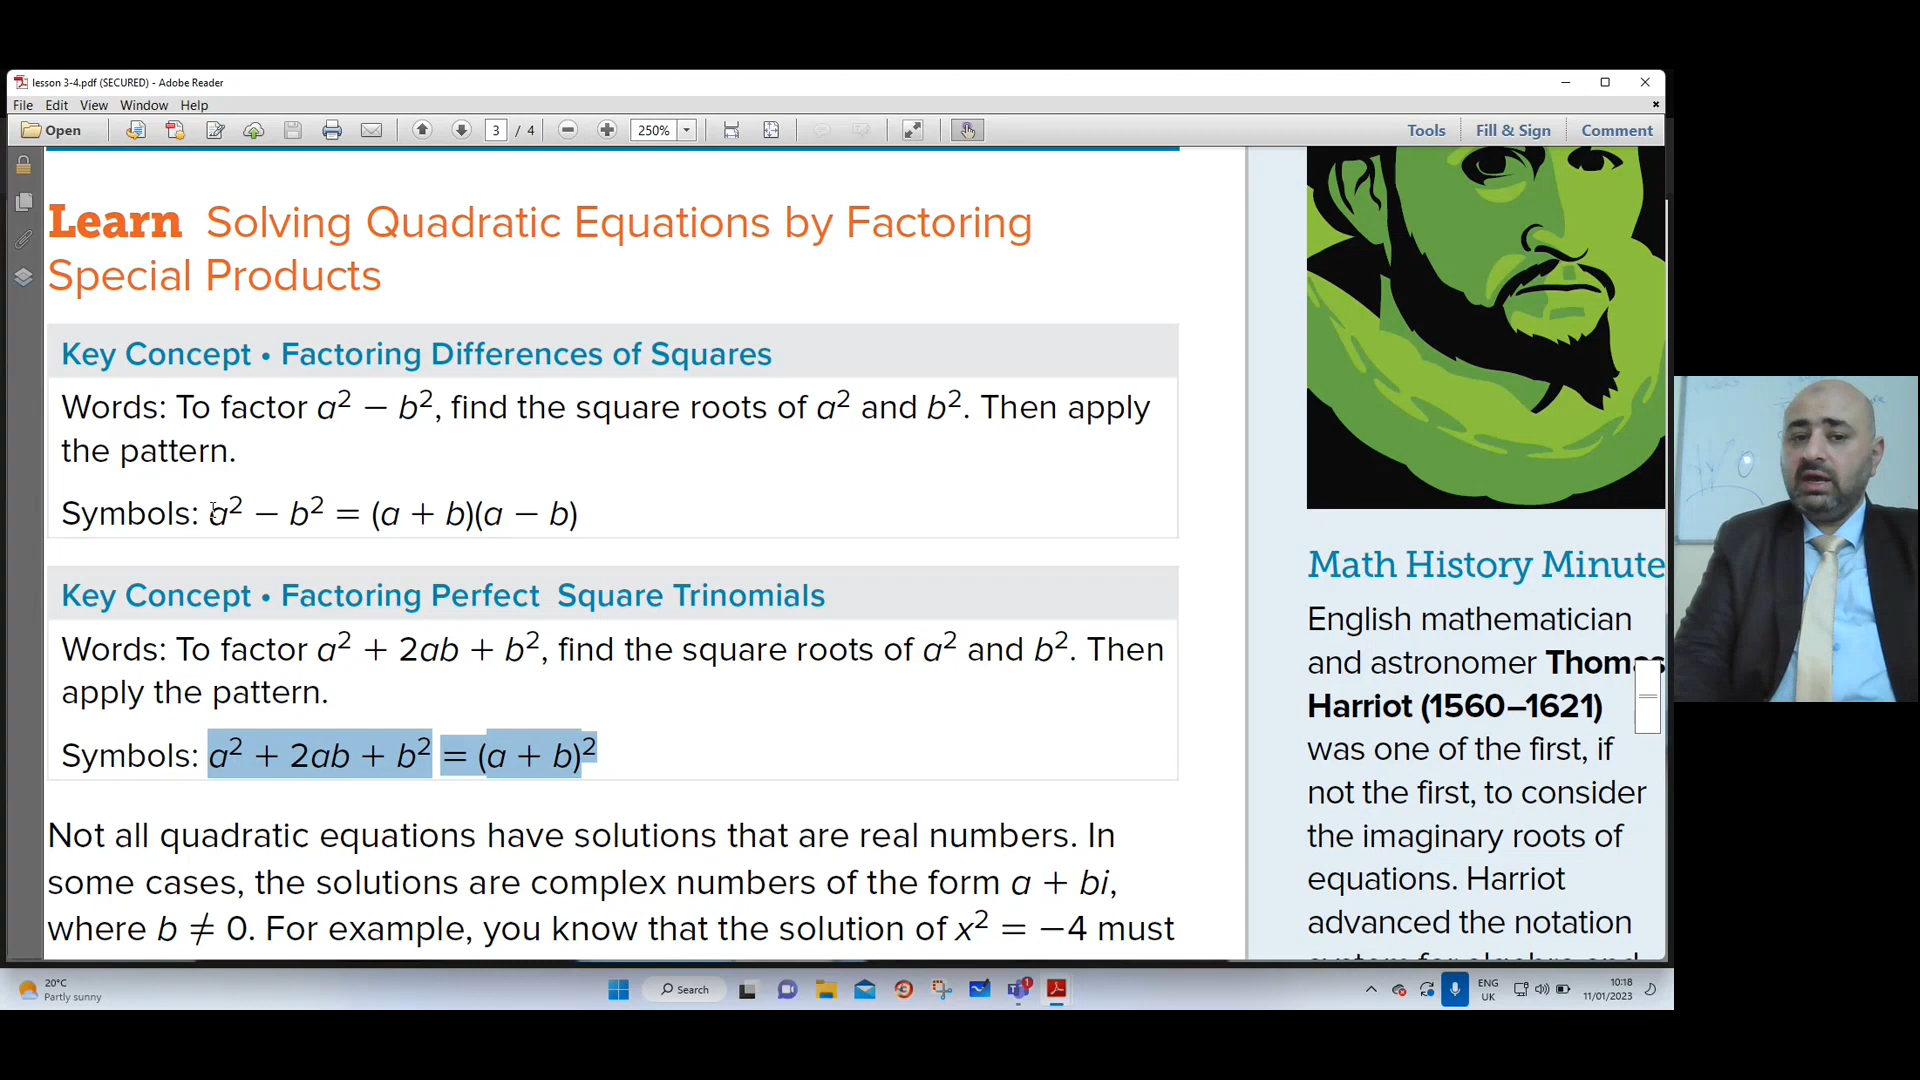 lesson 3-4.pdf (SECURED) - Adobe Reader
File Edit View Window Help
Open 3 / 4 250% Tools Fill & Sign Comment
Learn Solving Quadratic Equations by Factoring
Special Products
Key Concept • Factoring Differences of Squares
Words: To factor a² − b², find the square roots of a² and b². Then apply
the pattern.
Symbols: a² − b² = (a + b)(a − b)
Key Concept • Factoring Perfect Square Trinomials
Words: To factor a² + 2ab + b², find the square roots of a² and b². Then
apply the pattern.
Symbols: a² + 2ab + b² = (a + b)²
Not all quadratic equations have solutions that are real numbers. In
some cases, the solutions are complex numbers of the form a + bi,
where b ≠ 0. For example, you know that the solution of x² = −4 must
Math History Minute
English mathematician
and astronomer Thomas
Harriot (1560–1621)
was one of the first, if
not the first, to consider
the imaginary roots of
equations. Harriot
advanced the notation
system for algebra and
20°C
Partly sunny
Search
1
ENG
UK
10:18
11/01/2023